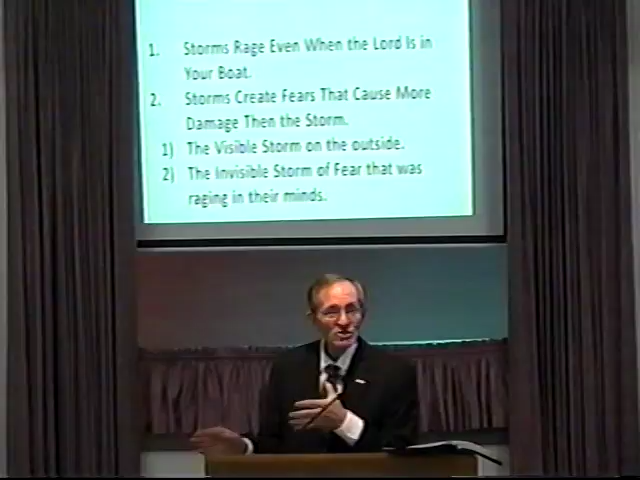 1. Storms Rage Even When the Lord Is in
Your Boat.
2. Storms Create Fears That Cause More
Damage Then the Storm.
1) The Visible Storm on the outside.
2) The Invisible Storm of Fear that was
raging in their minds.